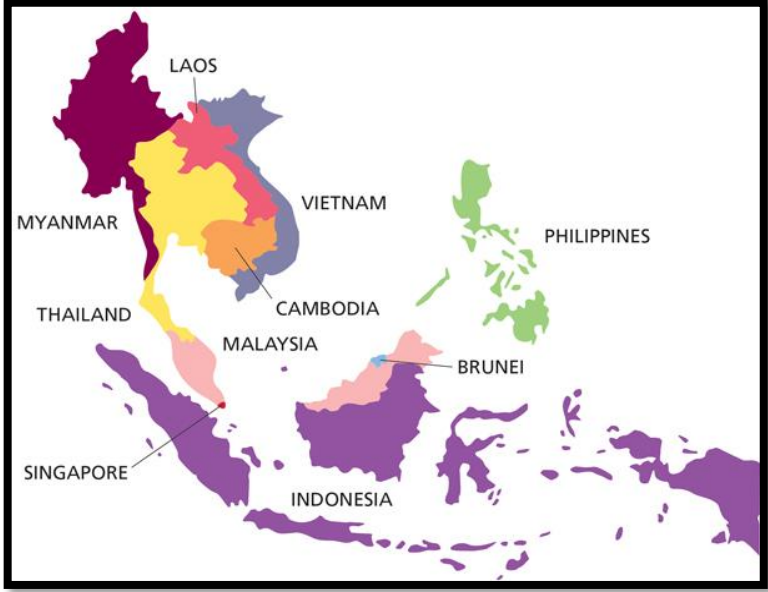 LAOS
VIETNAM
MYANMAR
PHILIPPINES
CAMBODIA
THAILAND
MALAYSIA
BRUNEI
SINGAPORE
INDONESIA